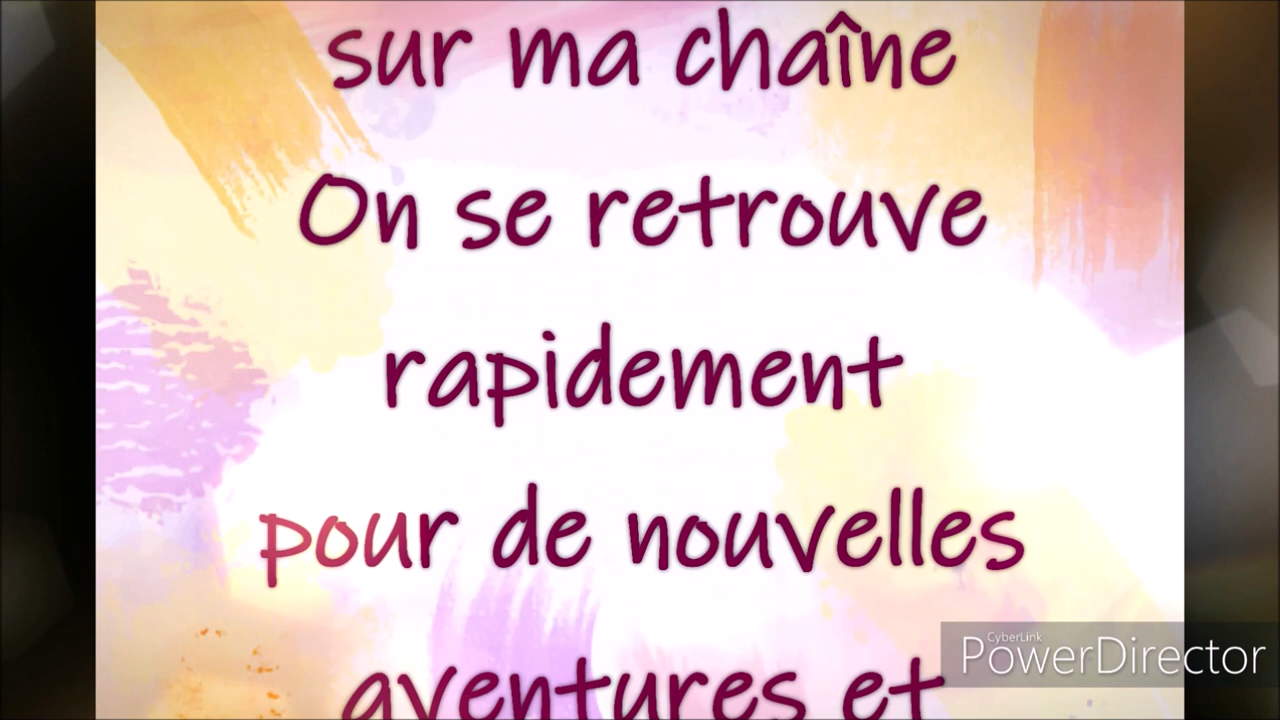 sur ma chaîne
On se retrouve
rapidement
pour de nouvelles
aventures et
CyberLink
PowerDirector